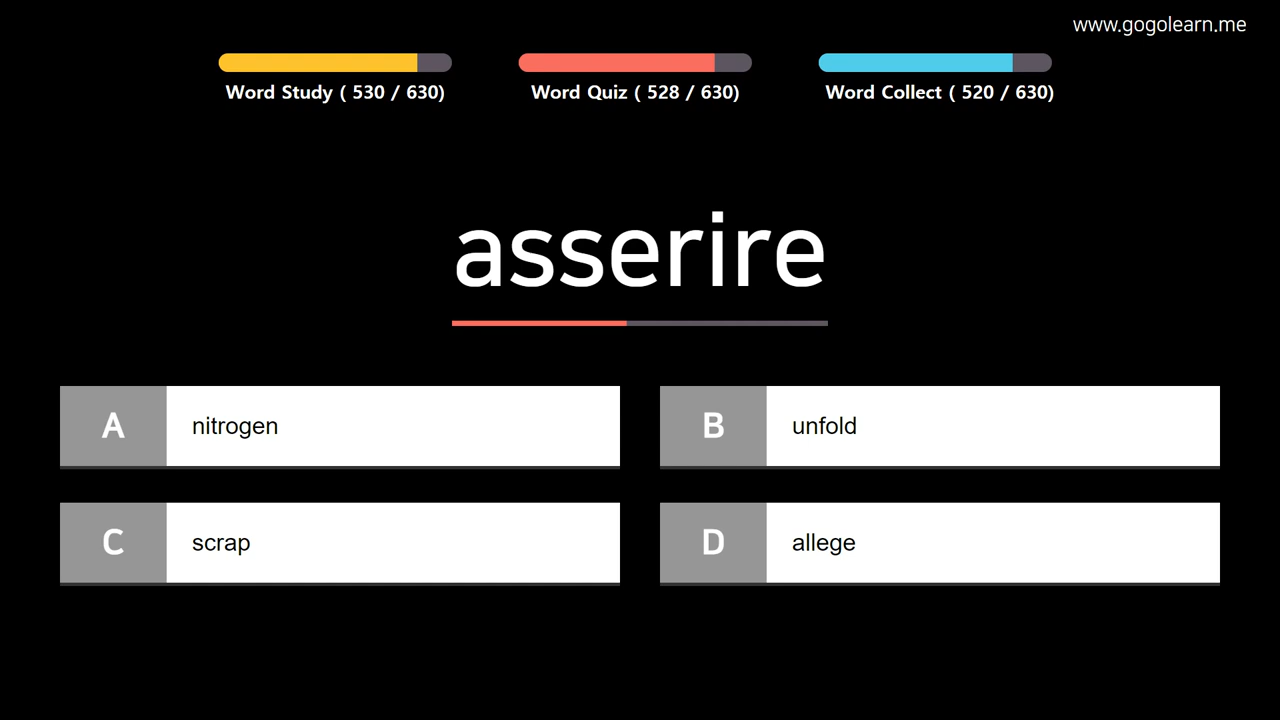 www.gogolearn.me
Word Study ( 530 / 630)
Word Quiz ( 528 / 630)
Word Collect ( 520 / 630)
asserire
A nitrogen
B unfold
C scrap
D allege